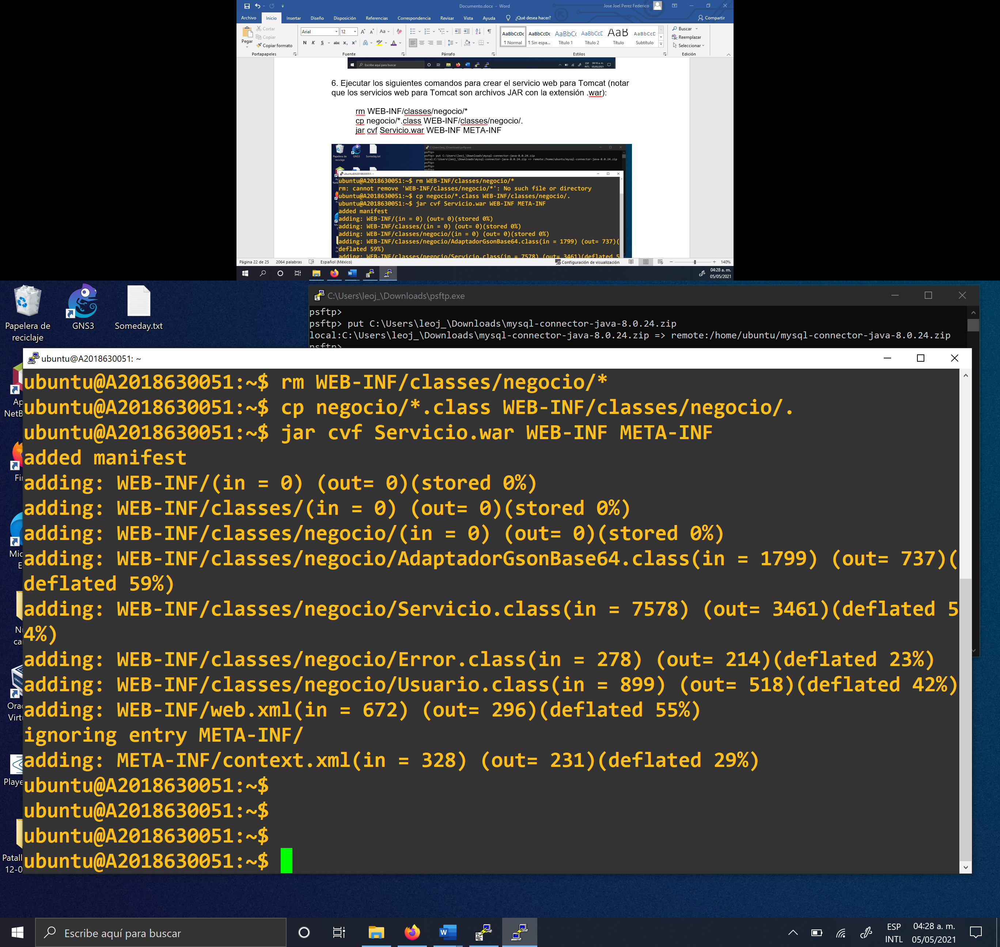 Documento.docx - Word
Jose Joel Perez Federico
Archivo Inicio Insertar Diseño Disposición Referencias Correspondencia Revisar Vista Ayuda ¿Qué desea hacer? Compartir
Pegar
Cortar
Copiar
Copiar formato
Portapapeles
Arial 12
N K S abc x₂ x²
Fuente
Párrafo
AaBbCcDc AaBbCcDc AaBbCc AaBbCcD AaB AaBbCcD
¶ Normal ¶ Sin espa... Título 1 Título 2 Título Subtítulo
Estilos
Buscar
Reemplazar
Seleccionar
Edición
Escribe aquí para buscar
ESP
INTL
04:16 a. m.
05/05/2021
6. Ejecutar los siguientes comandos para crear el servicio web para Tomcat (notar
que los servicios web para Tomcat son archivos JAR con la extensión .war):
rm WEB-INF/classes/negocio/*
cp negocio/*.class WEB-INF/classes/negocio/.
jar cvf Servicio.war WEB-INF META-INF
Papelera de
reciclaje
GNS3
Someday.txt
C:\Users\leoj_\Downloads\psftp.exe
psftp>
psftp> put C:\Users\leoj_\Downloads\mysql-connector-java-8.0.24.zip
local:C:\Users\leoj_\Downloads\mysql-connector-java-8.0.24.zip => remote:/home/ubuntu/mysql-connector-java-8.0.24.zip
psftp>
psftp>
ubuntu@A2018630051: ~
ubuntu@A2018630051:~$ rm WEB-INF/classes/negocio/*
rm: cannot remove 'WEB-INF/classes/negocio/*': No such file or directory
ubuntu@A2018630051:~$ cp negocio/*.class WEB-INF/classes/negocio/.
ubuntu@A2018630051:~$ jar cvf Servicio.war WEB-INF META-INF
added manifest
adding: WEB-INF/(in = 0) (out= 0)(stored 0%)
adding: WEB-INF/classes/(in = 0) (out= 0)(stored 0%)
adding: WEB-INF/classes/negocio/(in = 0) (out= 0)(stored 0%)
adding: WEB-INF/classes/negocio/AdaptadorGsonBase64.class(in = 1799) (out= 737)(
deflated 59%)
adding: WEB-INF/classes/negocio/Servicio.class(in = 7578) (out= 3461)(deflated 5
Página 22 de 25 2064 palabras Español (México) Configuración de visualización 140%
04:28 a. m.
05/05/2021
Papelera de
reciclaje
GNS3
Someday.txt
C:\Users\leoj_\Downloads\psftp.exe
psftp>
psftp> put C:\Users\leoj_\Downloads\mysql-connector-java-8.0.24.zip
local:C:\Users\leoj_\Downloads\mysql-connector-java-8.0.24.zip => remote:/home/ubuntu/mysql-connector-java-8.0.24.zip
psftp>
ubuntu@A2018630051: ~
ubuntu@A2018630051:~$ rm WEB-INF/classes/negocio/*
ubuntu@A2018630051:~$ cp negocio/*.class WEB-INF/classes/negocio/.
ubuntu@A2018630051:~$ jar cvf Servicio.war WEB-INF META-INF
added manifest
adding: WEB-INF/(in = 0) (out= 0)(stored 0%)
adding: WEB-INF/classes/(in = 0) (out= 0)(stored 0%)
adding: WEB-INF/classes/negocio/(in = 0) (out= 0)(stored 0%)
adding: WEB-INF/classes/negocio/AdaptadorGsonBase64.class(in = 1799) (out= 737)(
deflated 59%)
adding: WEB-INF/classes/negocio/Servicio.class(in = 7578) (out= 3461)(deflated 5
4%)
adding: WEB-INF/classes/negocio/Error.class(in = 278) (out= 214)(deflated 23%)
adding: WEB-INF/classes/negocio/Usuario.class(in = 899) (out= 518)(deflated 42%)
adding: WEB-INF/web.xml(in = 672) (out= 296)(deflated 55%)
ignoring entry META-INF/
adding: META-INF/context.xml(in = 328) (out= 231)(deflated 29%)
ubuntu@A2018630051:~$
ubuntu@A2018630051:~$
ubuntu@A2018630051:~$
ubuntu@A2018630051:~$
Escribe aquí para buscar
ESP
INTL
04:28 a. m.
05/05/2021